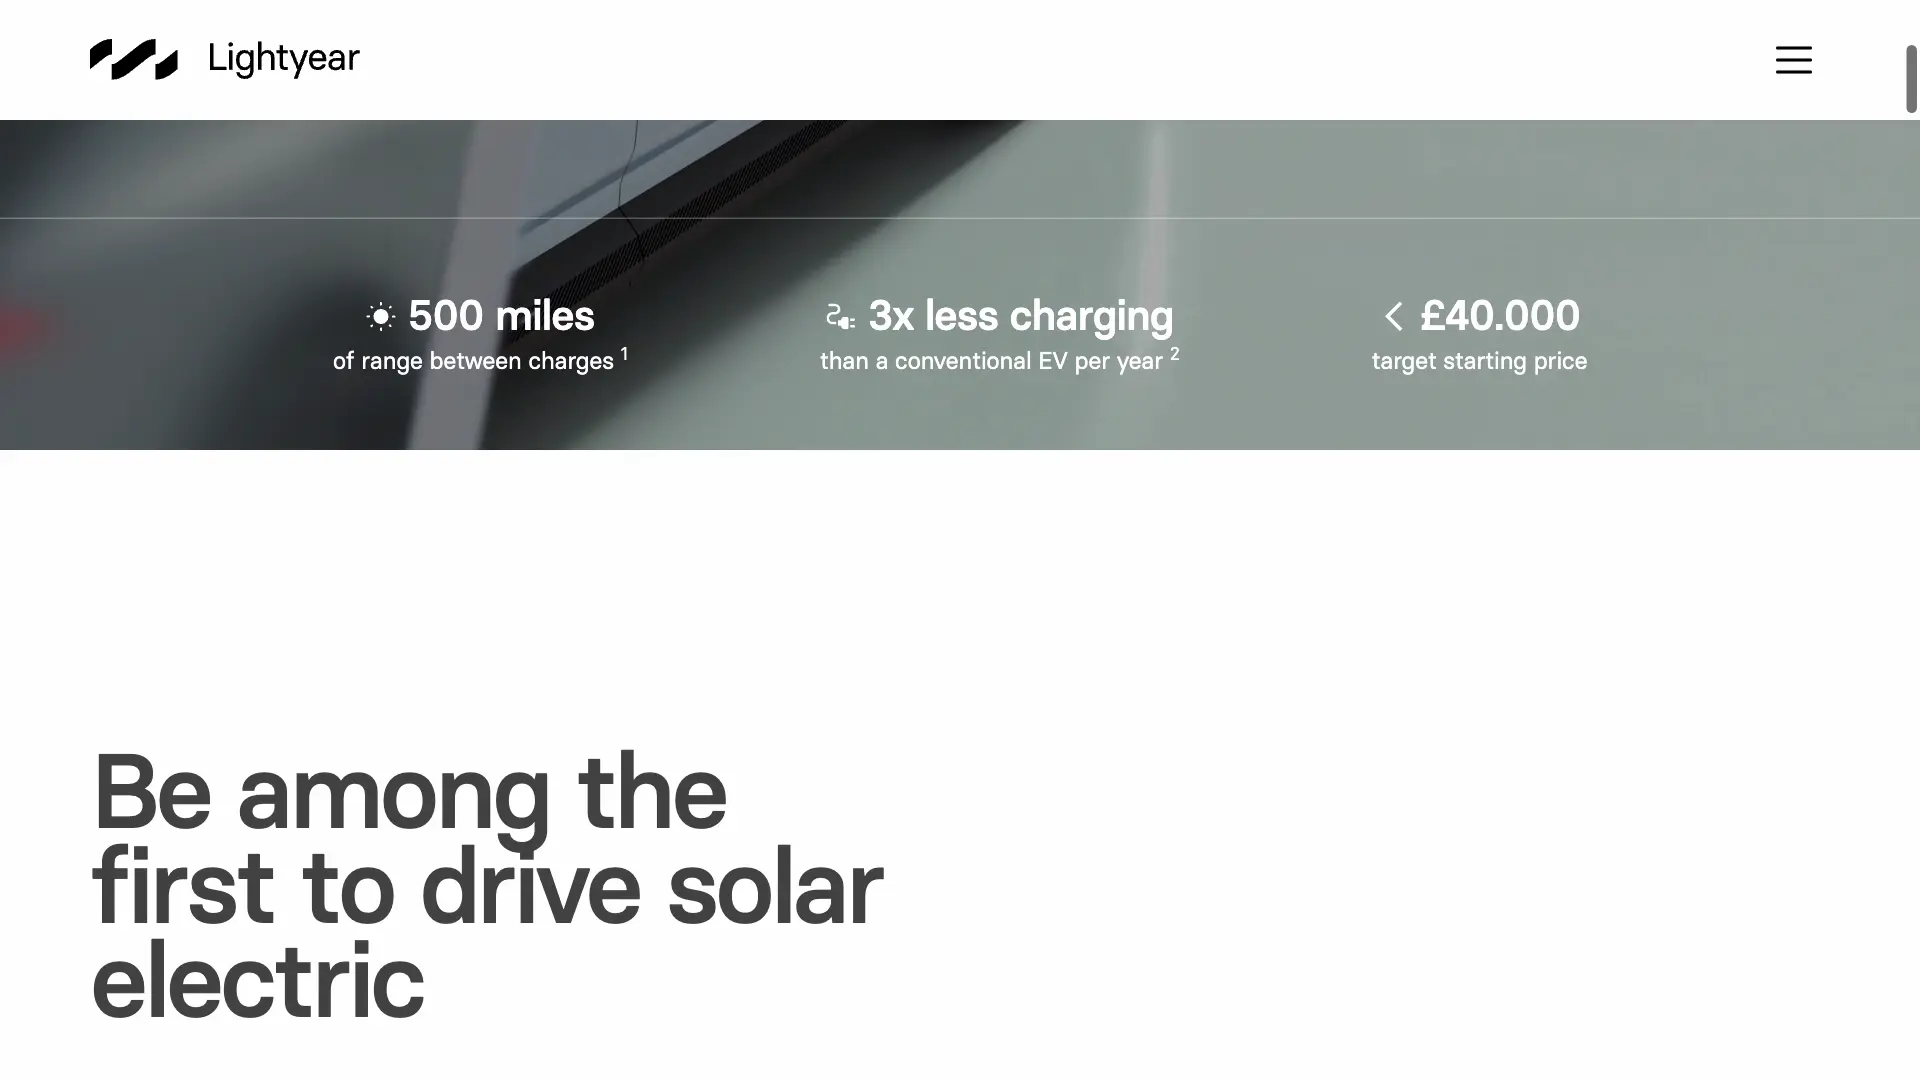 Lightyear
500 miles
of range between charges 1
3x less charging
than a conventional EV per year 2
< £40.000
target starting price
Be among the
first to drive solar
electric